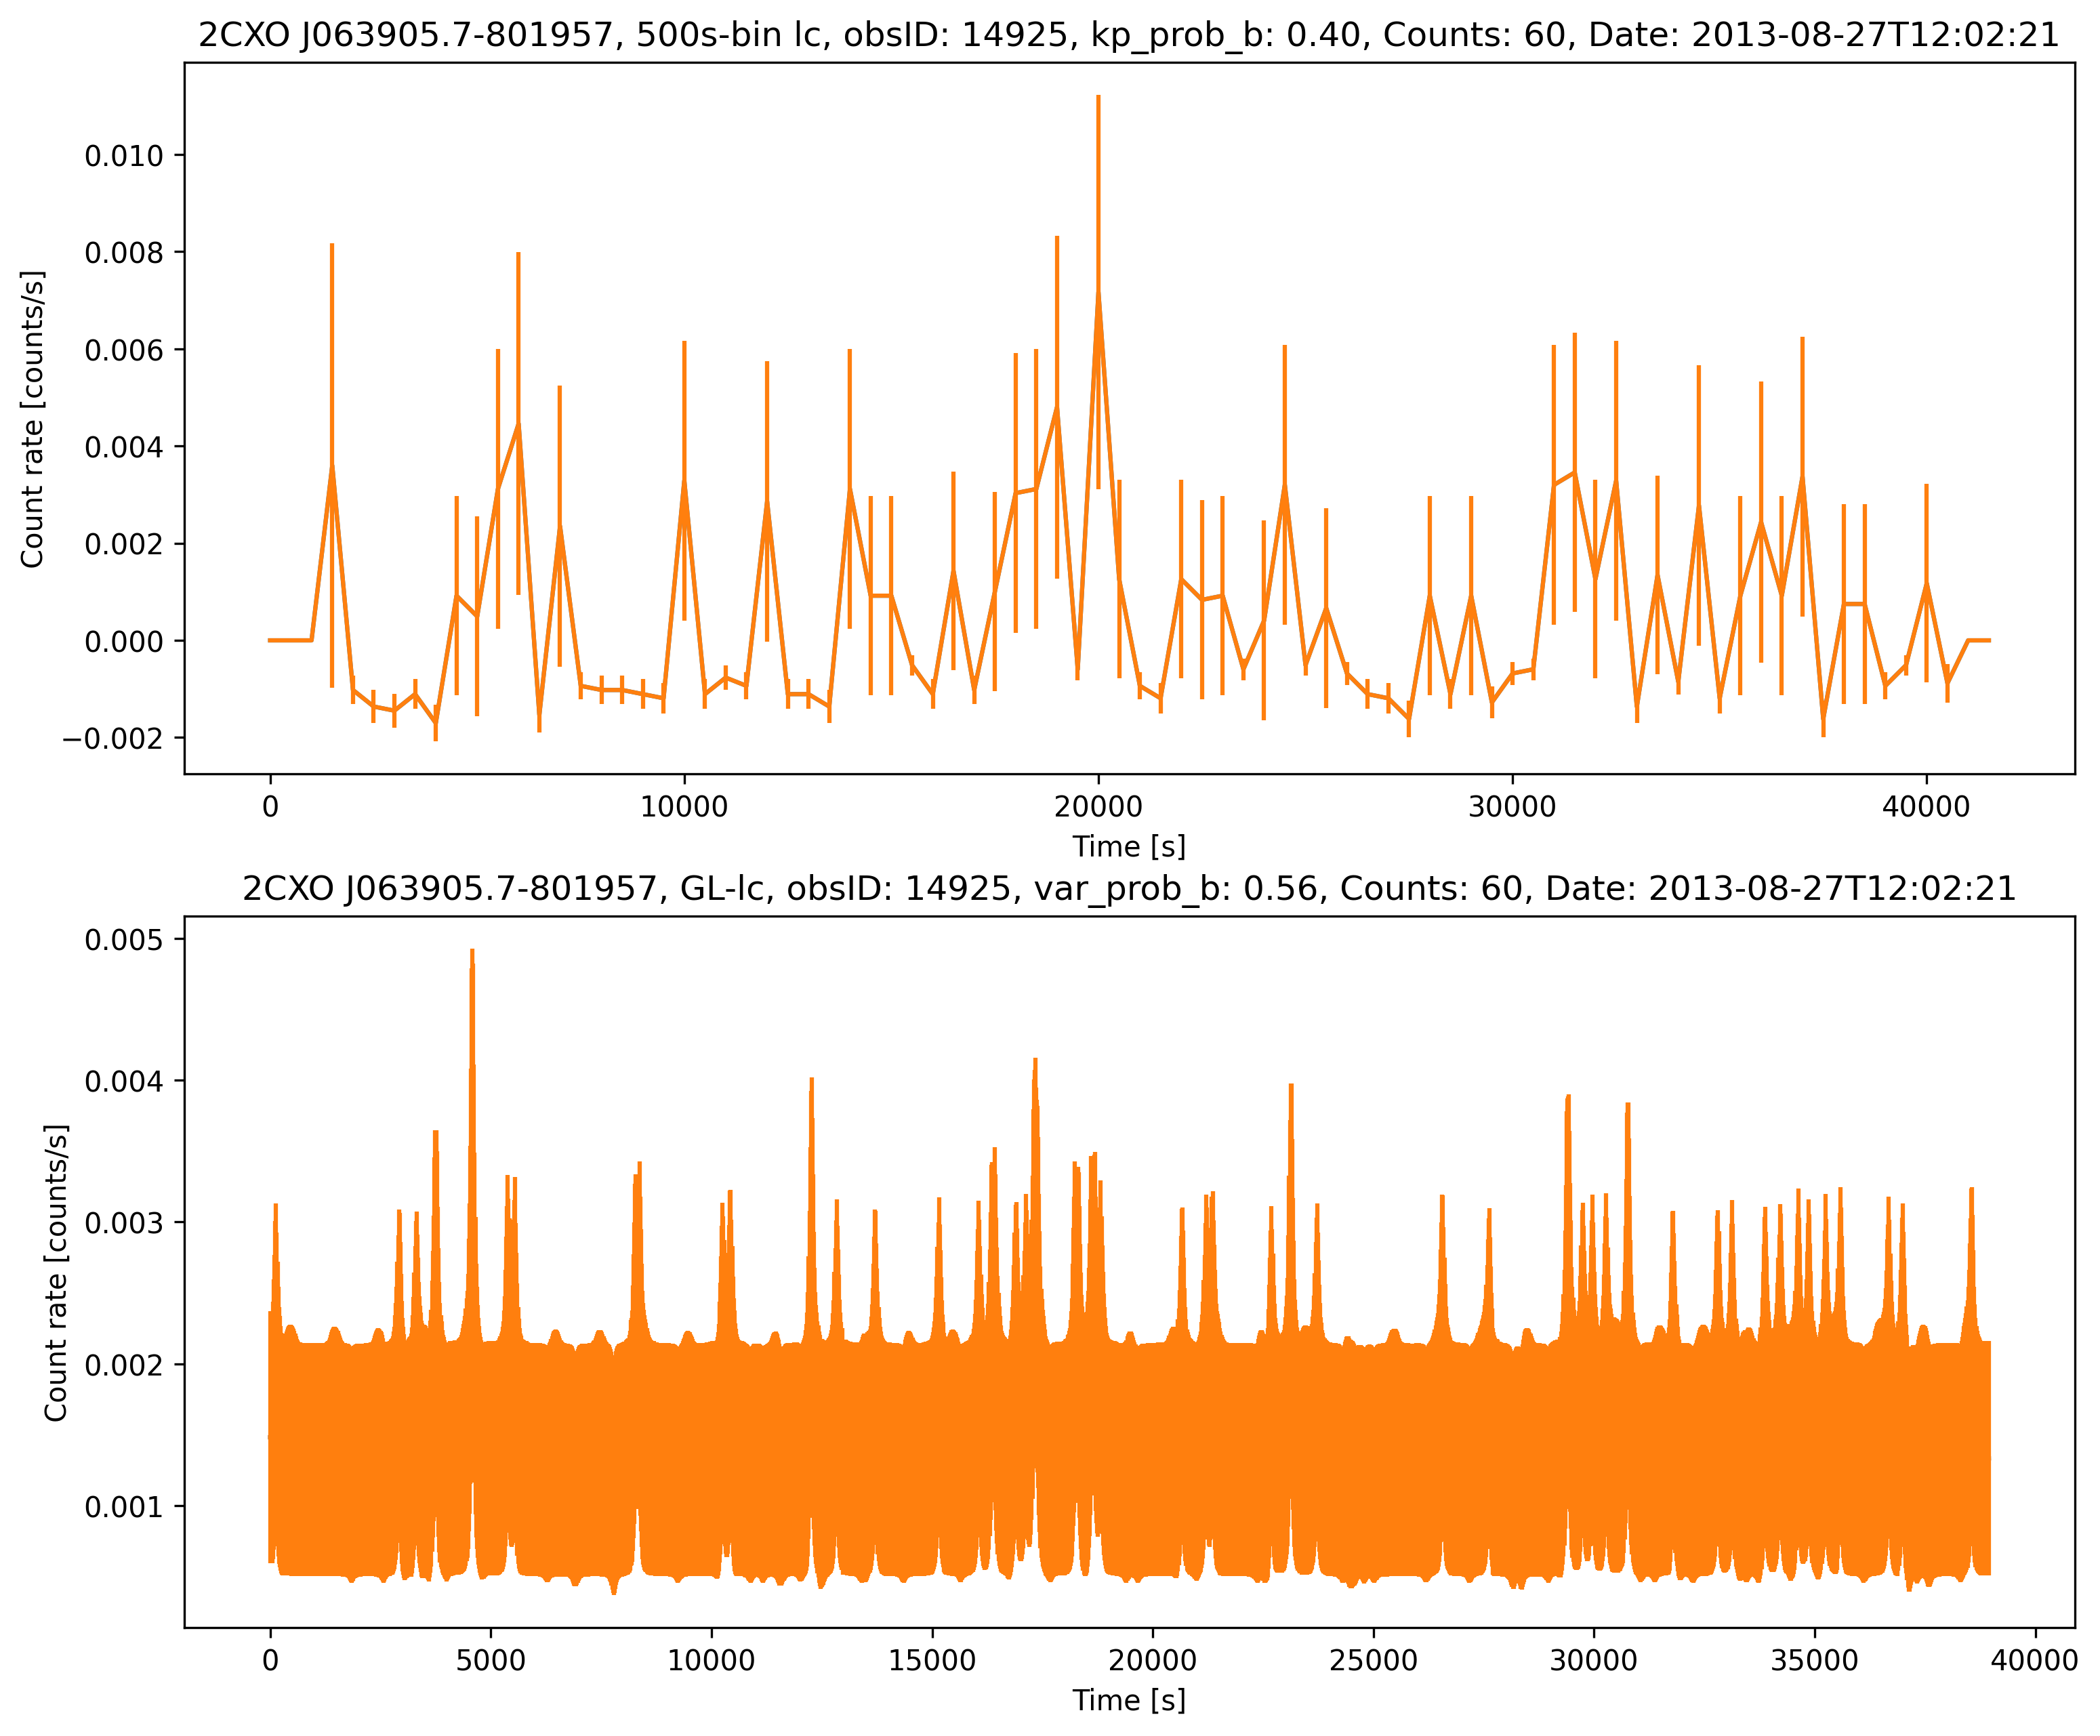 2CXO J063905.7-801957, 500s-bin lc, obsID: 14925, kp_prob_b: 0.40, Counts: 60, Date: 2013-08-27T12:02:21
0.010
0.008
0.006
0.004
0.002
0.000
−0.002
Count rate [counts/s]
0 10000 20000 30000 40000
Time [s]
2CXO J063905.7-801957, GL-lc, obsID: 14925, var_prob_b: 0.56, Counts: 60, Date: 2013-08-27T12:02:21
0.005
0.004
0.003
0.002
0.001
Count rate [counts/s]
0 5000 10000 15000 20000 25000 30000 35000 40000
Time [s]